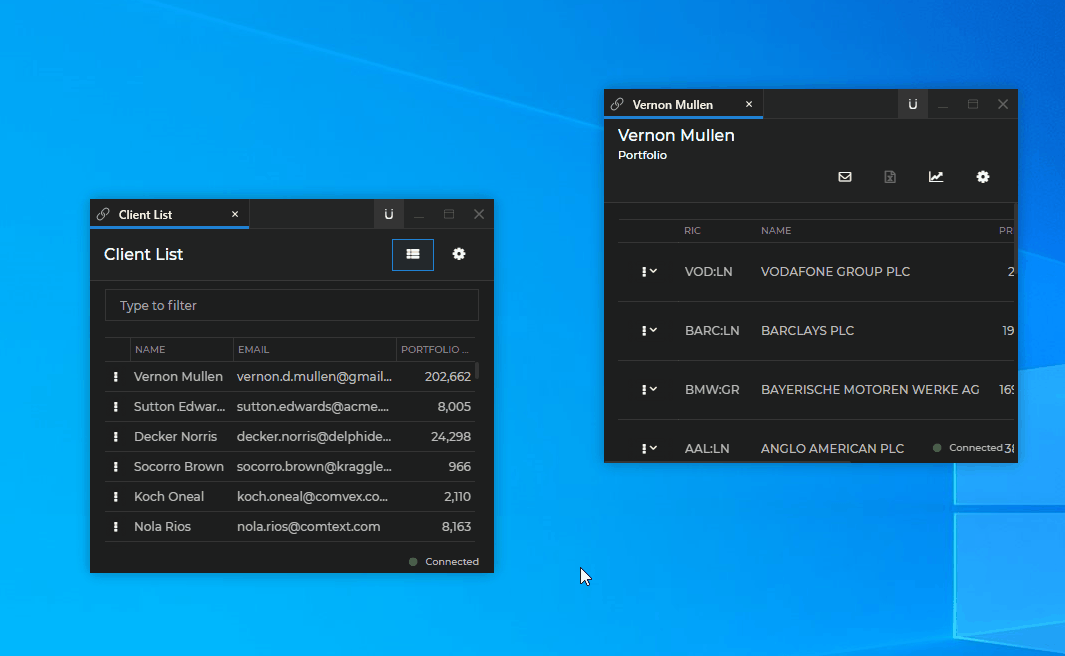 Client List
Client List
Type to filter
NAME EMAIL PORTFOLIO ...
Vernon Mullen vernon.d.mullen@gmail... 202,662
Sutton Edwar... sutton.edwards@acme.... 8,005
Decker Norris decker.norris@delphide... 24,298
Socorro Brown socorro.brown@kraggle... 966
Koch Oneal koch.oneal@comvex.co... 2,110
Nola Rios nola.rios@comtext.com 8,163
Connected
Vernon Mullen
Vernon Mullen
Portfolio
RIC NAME PR
VOD:LN VODAFONE GROUP PLC 2
BARC:LN BARCLAYS PLC 19
BMW:GR BAYERISCHE MOTOREN WERKE AG 169
AAL:LN ANGLO AMERICAN PLC Connected 38